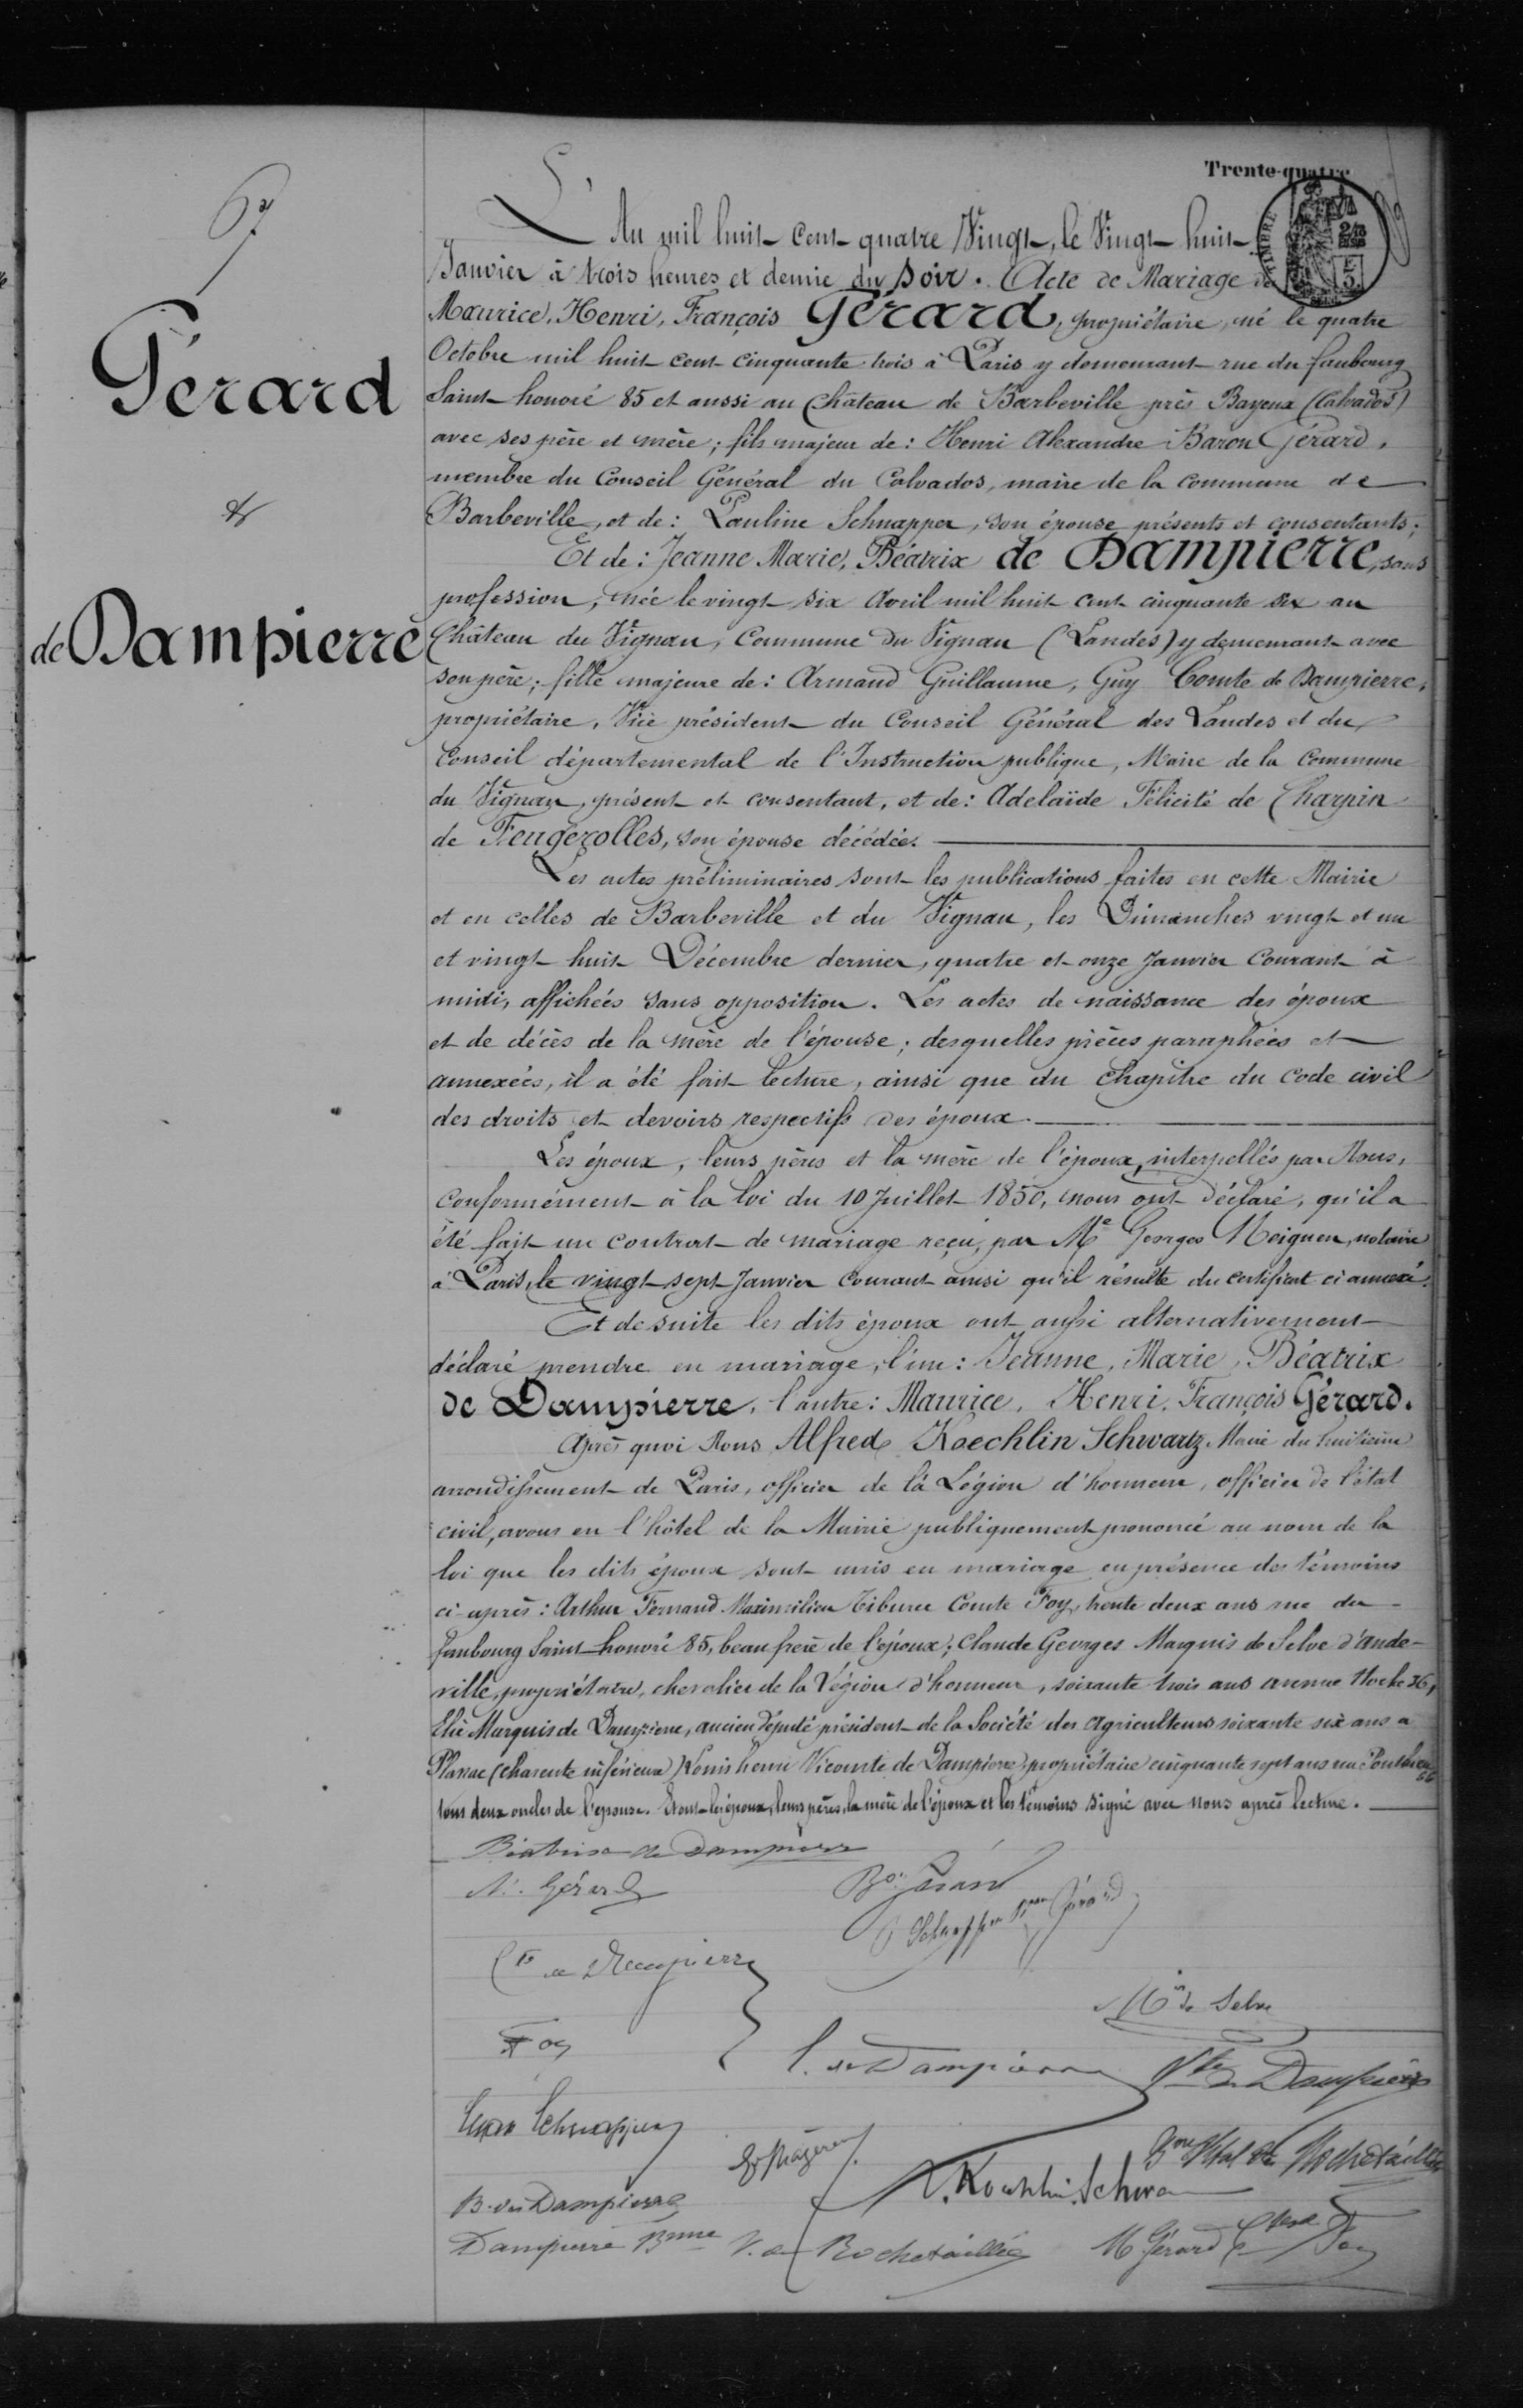 Trente-quatre
67
Gérard
&
de Dampierre
L'An mil huit cent quatre Vingt, le Vingt huit
Janvier à trois heures et demie du soir. Acte de Mariage de
Maurice, Henri, François Gérard, propriétaire, né le quatre
Octobre mil huit cent cinquante trois à Paris y demeurant rue du faubourg
Saint honoré 85 et aussi au Château de Barbeville près Bayeux (Calvados)
avec ses père et mère; fils majeur de: Henri Alexandre Baron Gérard,
membre du Conseil Général du Calvados, maire de la commune de
Barbeville, et de: Pauline Schnapper, son épouse présents et consentants;
Et de: Jeanne Marie, Béatrix de Dampierre, sans
profession, née le vingt six Avril mil huit cent cinquante six au
Château du Vignau, Commune du Vignau (Landes) y demeurant avec
son père; fille majeure de: Armand Guillaume, Guy Comte de Dampierre,
propriétaire, Vice président du Conseil Général des Landes et du
Conseil départemental de l'Instruction publique, Maire de la Commune
du Vignau, présent et consentant, et de: Adelaïde Félicité de Charpin
de Feugerolles, son épouse décédée.
Les actes préliminaires sont les publications faites en cette Mairie
et en celles de Barbeville et du Vignau, les Dimanches vingt et un
et vingt huit Décembre dernier, quatre et onze Janvier Courant à
midi, affichées sans opposition. Les actes de naissance des époux
et de décès de la mère de l'épouse; desquelles pièces paraphées et
annexées, il a été fait lecture, ainsi que du chapitre du Code civil
des droits et devoirs respectifs des époux.
Les époux, leurs pères et la mère de l'époux, interpellés par Nous,
Conformément à la loi du 10 Juillet 1850, nous ont déclaré, qu'il a
été fait un contrat de mariage reçu, par Me Georges Meignen, notaire
à Paris, le vingt sept Janvier courant ainsi qu'il résulte du certificat ci annexé.
Et de suite les dits époux ont aussi alternativement
déclaré prendre en mariage, l'un: Jeanne, Marie, Béatrix
de Dampierre, l'autre: Maurice, Henri, François Gérard.
Après quoi Nous Alfred Koechlin Schwartz Maire du huitième
arrondissement de Paris, officier de la Légion d'honneur, officier de l'état
civil, avons en l'hôtel de la Mairie publiquement prononcé au nom de la
loi que les dits époux sont unis en mariage en présence des témoins
ci-après: Arthur Fernand Maximilien Tiburce Comte Foy, trente deux ans rue du
faubourg Saint honoré 85, beau frère de l'époux; Claude Georges Marquis de Selve d'Aude-
ville, propriétaire, chevalier de la Légion d'honneur, soixante trois ans avenue Hoche 36,
Elie Marquis de Dampierre, ancien député président de la Société des Agriculteurs soixante six ans à
Plassac (Charente inférieure) Louis henri Vicomte de Dampierre, propriétaire cinquante sept ans rue
tous deux oncles de l'épouse. Et ont les époux, leurs pères, la mère de l'époux et les témoins signé avec nous après lecture.
Béatrix de Dampierre
M. Gérard
Bon Gérard
P Schnapper Bonne Gérard
Cte de Dampierre
Mis de Selve
Foy
E. de Dampierre
Vte de Dampierre
Schnapper
Bonne Vital de Rochetaillée
A. Koechlin Schwa
B. de Dampierre
Dampierre Bnne
V. de Rochetaillée
M Gérard Ctesse Foy